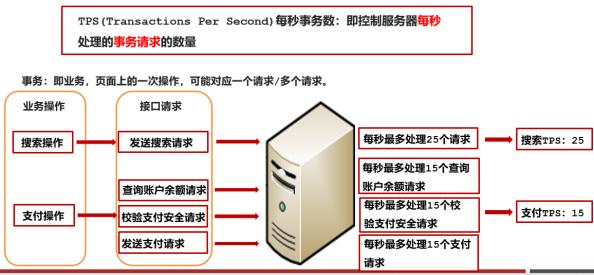 TPS(Transactions Per Second)每秒事务数：即控制服务器每秒
处理的事务请求的数量
事务：即业务，页面上的一次操作，可能对应一个请求/多个请求。
业务操作
接口请求
搜索操作
发送搜索请求
每秒最多处理25个请求
搜索TPS：25
查询账户余额请求
每秒最多处理15个查询
账户余额请求
支付操作
校验支付安全请求
每秒最多处理15个校
验支付安全请求
支付TPS：15
发送支付请求
每秒最多处理15个支付
请求